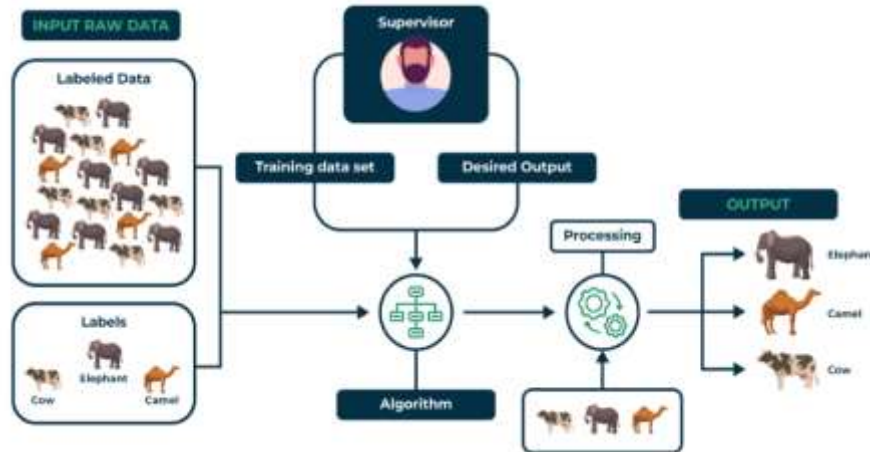 INPUT RAW DATA
Labeled Data
Labels
Elephant
Cow
Camel
Supervisor
Training data set
Desired Output
Algorithm
Processing
OUTPUT
Elephan
Camel
Cow